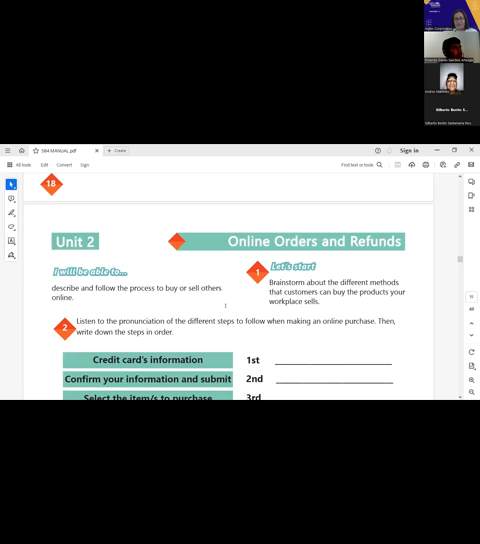 SB4 MANUAL.pdf
+ Create
Sign in
All tools
Edit
Convert
Sign
Find text or tools
18
Unit 2
Online Orders and Refunds
I will be able to...
describe and follow the process to buy or sell others
online.
1
Let's start
Brainstorm about the different methods
that customers can buy the products your
workplace sells.
2
Listen to the pronunciation of the different steps to follow when making an online purchase. Then,
write down the steps in order.
Credit card's information
1st
Confirm your information and submit
2nd
Select the item/s to purchase
3rd
Gilberto Benito S...